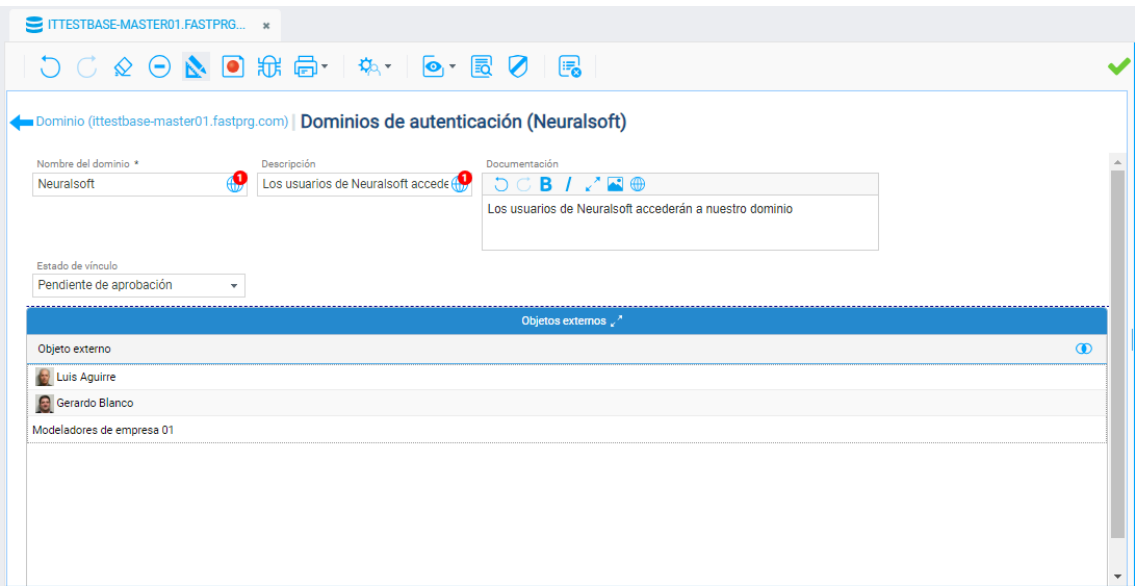 ITTESTBASE-MASTER01.FASTPRG...
Dominio (ittestbase-master01.fastprg.com) | Dominios de autenticación (Neuralsoft)
Nombre del dominio * Descripción Documentación
Neuralsoft 1 Los usuarios de Neuralsoft accede 1 B I
Los usuarios de Neuralsoft accederán a nuestro dominio
Estado de vínculo
Pendiente de aprobación
Objetos externos
Objeto externo
Luis Aguirre
Gerardo Blanco
Modeladores de empresa 01